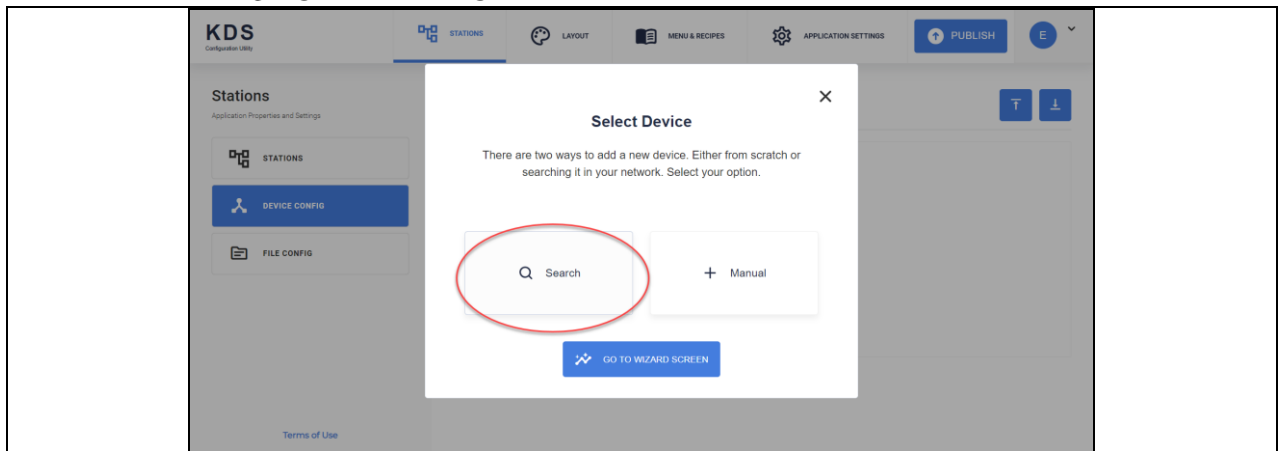 KDS
Configuration Utility
STATIONS
LAYOUT
MENU & RECIPES
APPLICATION SETTINGS
PUBLISH
E
Stations
Application Properties and Settings
STATIONS
DEVICE CONFIG
FILE CONFIG
Terms of Use
Select Device
There are two ways to add a new device. Either from scratch or
searching it in your network. Select your option.
Search
Manual
GO TO WIZARD SCREEN